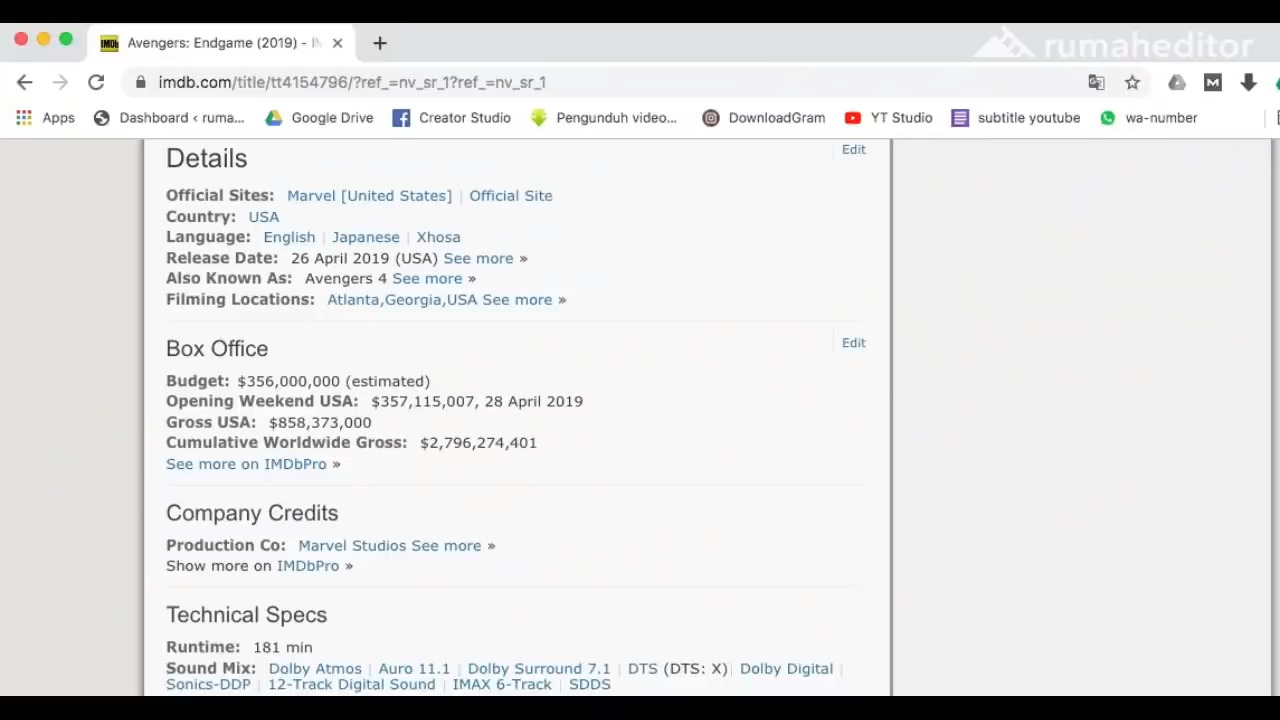 rumaheditor
IMDb Avengers: Endgame (2019) - I
imdb.com/title/tt4154796/?ref_=nv_sr_1?ref_=nv_sr_1
Apps Dashboard ‹ ruma... Google Drive Creator Studio Pengunduh video... DownloadGram YT Studio subtitle youtube wa-number
Details Edit
Official Sites: Marvel [United States] | Official Site
Country: USA
Language: English | Japanese | Xhosa
Release Date: 26 April 2019 (USA) See more »
Also Known As: Avengers 4 See more »
Filming Locations: Atlanta,Georgia,USA See more »
Box Office Edit
Budget: $356,000,000 (estimated)
Opening Weekend USA: $357,115,007, 28 April 2019
Gross USA: $858,373,000
Cumulative Worldwide Gross: $2,796,274,401
See more on IMDbPro »
Company Credits
Production Co: Marvel Studios See more »
Show more on IMDbPro »
Technical Specs
Runtime: 181 min
Sound Mix: Dolby Atmos | Auro 11.1 | Dolby Surround 7.1 | DTS (DTS: X) | Dolby Digital |
Sonics-DDP | 12-Track Digital Sound | IMAX 6-Track | SDDS